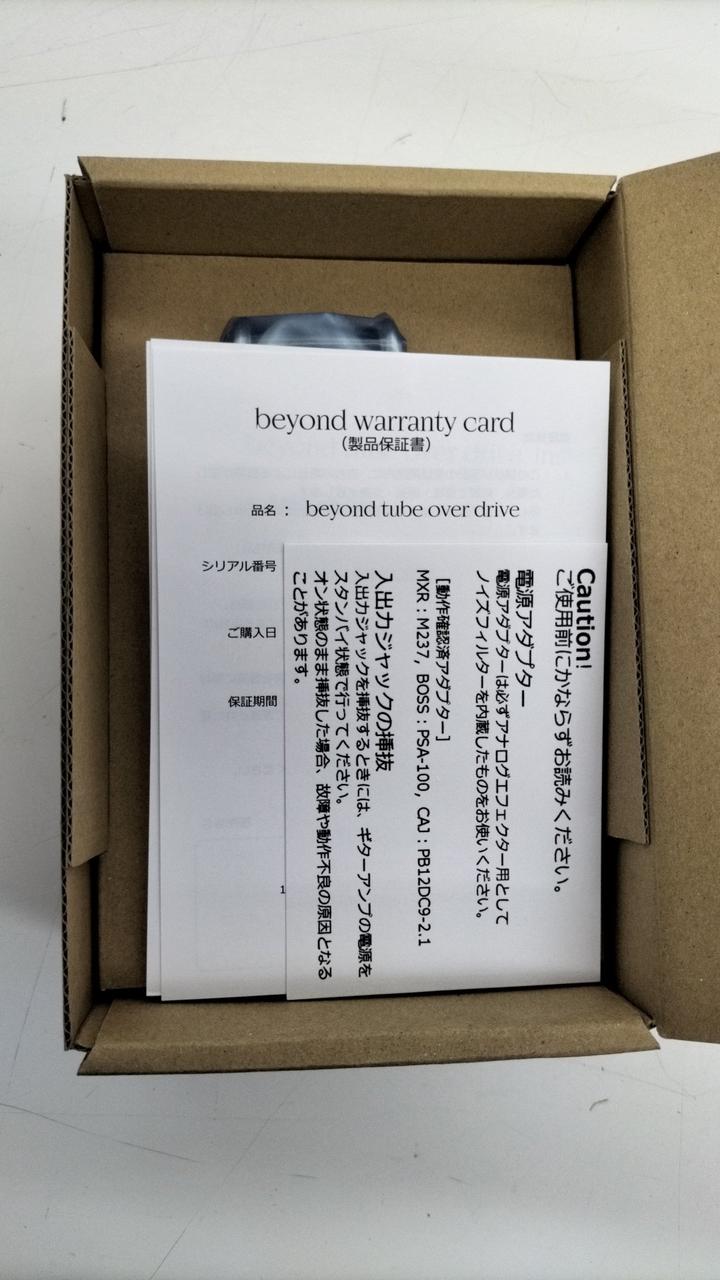 beyond warranty card
（製品保証書）
品名 : beyond tube over drive
シリアル番号
ご購入日
保証期間
1
Caution!
ご使用前にかならずお読みください。
電源アダプター
電源アダプターは必ずアナログエフェクター用として
ノイズフィルターを内蔵したものをお使いください。
[動作確認済アダプター]
MXR : M237, BOSS : PSA-100, CAJ : PB12DC9-2.1
入出力ジャックの挿抜
入出力ジャックを挿抜するときには、ギターアンプの電源を
スタンバイ状態で行ってください。
オン状態のまま挿抜した場合、故障や動作不良の原因となる
ことがあります。